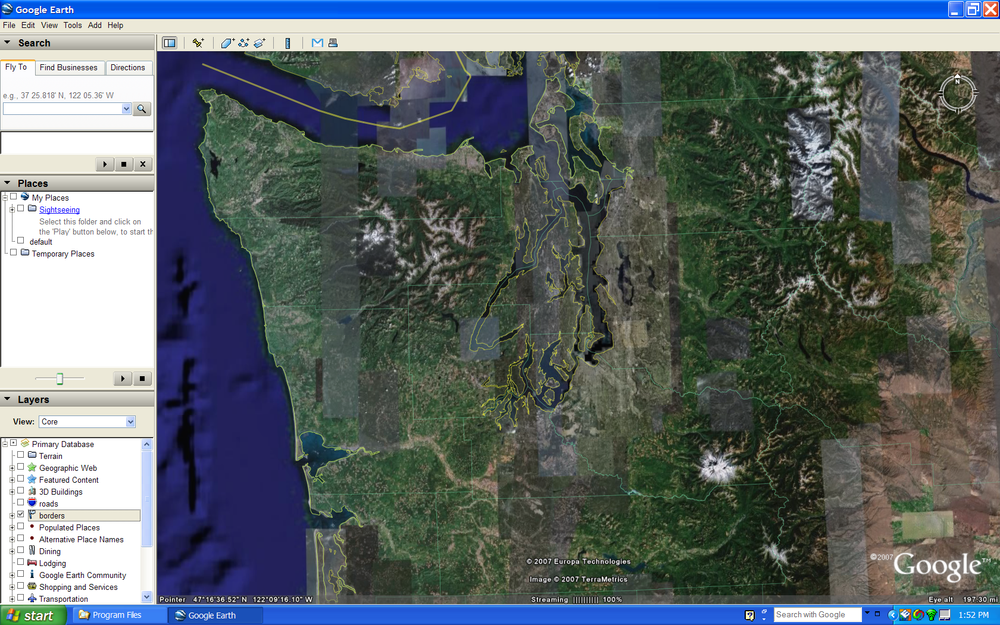 Google Earth
File Edit View Tools Add Help
Search
Fly To Find Businesses Directions
e.g., 37 25.818' N, 122 05.36' W
N
Places
My Places
Sightseeing
Select this folder and click on
the 'Play' button below, to start th
default
Temporary Places
Layers
View: Core
Primary Database
Terrain
Geographic Web
Featured Content
3D Buildings
roads
borders
Populated Places
Alternative Place Names
Dining
Lodging
Google Earth Community
Shopping and Services
Transportation
© 2007 Europa Technologies
Image © 2007 TerraMetrics
©2007 Google™
Pointer 47°16'36.52" N 122°09'16.10" W
Streaming |||||||||| 100%
Eye alt 197.30 mi
start Program Files Google Earth Search with Google 1:52 PM